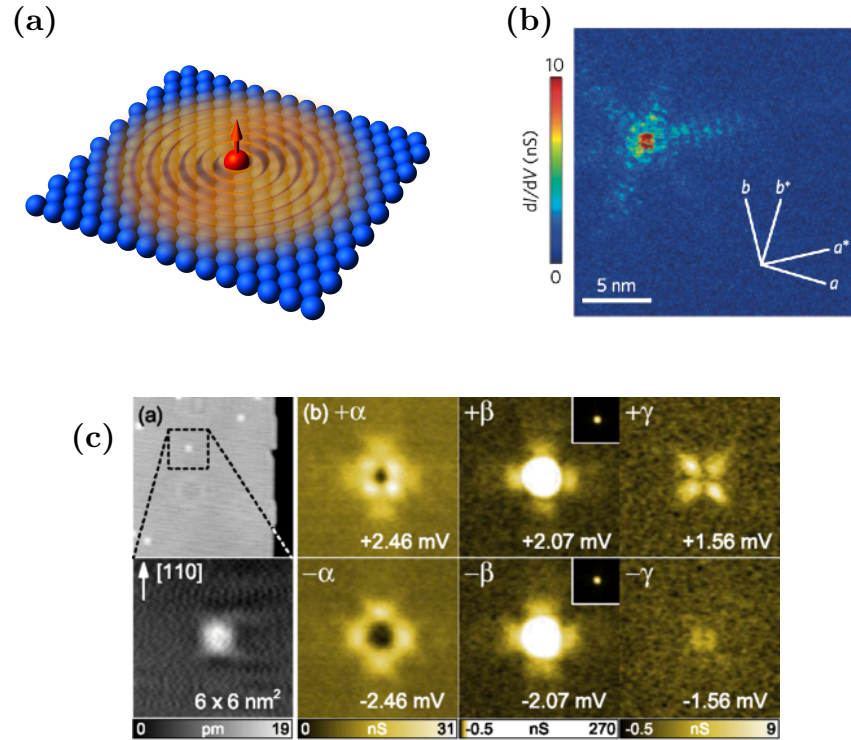 (a)
(b)
10
dI/dV (nS)
0
b
b*
a*
a
5 nm
(c)
(a)
(b) +α
+β
+γ
+2.46 mV
+2.07 mV
+1.56 mV
[110]
6 x 6 nm²
−α
−β
−γ
-2.46 mV
-2.07 mV
-1.56 mV
0 pm 19
0 nS 31
-0.5 nS 270
-0.5 nS 9